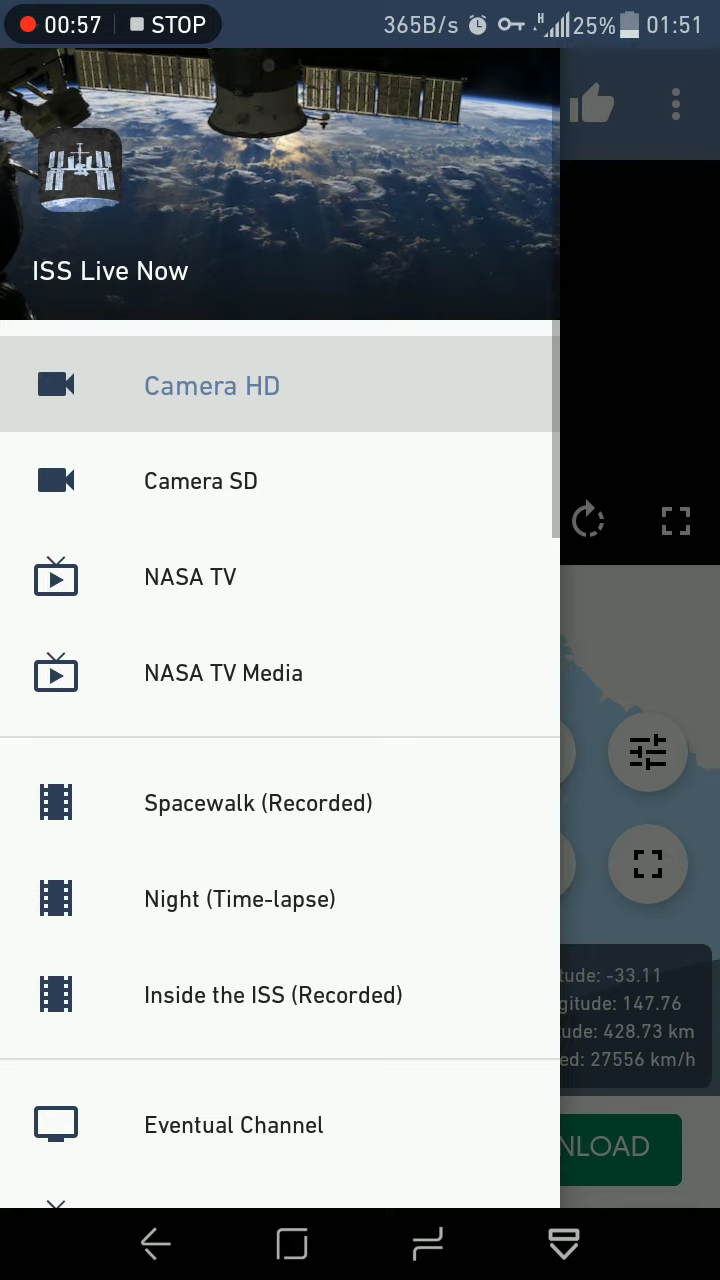 00:57 STOP 365B/s H 25% 01:51
ISS Live Now
Camera HD
Camera SD
NASA TV
NASA TV Media
Spacewalk (Recorded)
Night (Time-lapse)
Inside the ISS (Recorded)
Eventual Channel
tude: -33.11
gitude: 147.76
ude: 428.73 km
ed: 27556 km/h
NLOAD